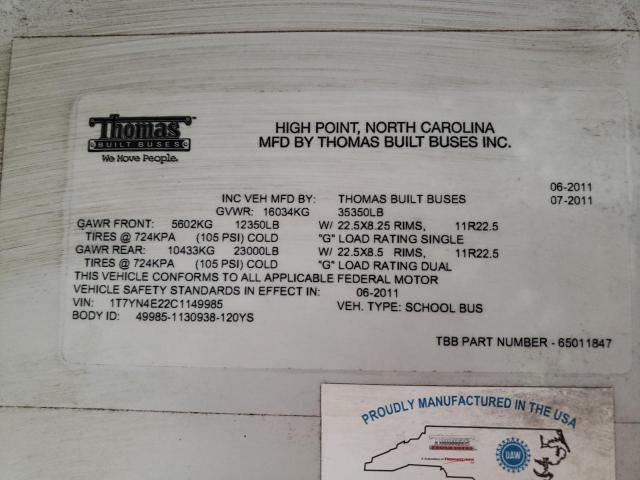 Thomas
BUILT BUSES
We Move People.
HIGH POINT, NORTH CAROLINA
MFD BY THOMAS BUILT BUSES INC.
06-2011
INC VEH MFD BY: THOMAS BUILT BUSES 07-2011
GVWR: 16034KG 35350LB
GAWR FRONT: 5602KG 12350LB W/ 22.5X8.25 RIMS, 11R22.5
TIRES @ 724KPA (105 PSI) COLD "G" LOAD RATING SINGLE
GAWR REAR: 10433KG 23000LB W/ 22.5X8.5 RIMS, 11R22.5
TIRES @ 724KPA (105 PSI) COLD "G" LOAD RATING DUAL
THIS VEHICLE CONFORMS TO ALL APPLICABLE FEDERAL MOTOR
VEHICLE SAFETY STANDARDS IN EFFECT IN: 06-2011
VIN: 1T7YN4E22C1149985 VEH. TYPE: SCHOOL BUS
BODY ID: 49985-1130938-120YS
TBB PART NUMBER - 65011847
PROUDLY MANUFACTURED IN THE USA
UAW